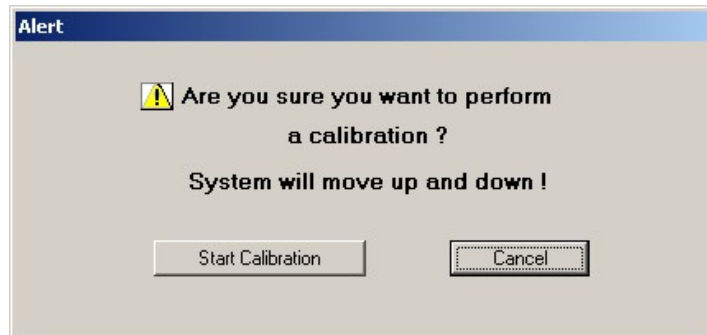 Alert
Are you sure you want to perform
a calibration ?
System will move up and down !
Start Calibration
Cancel